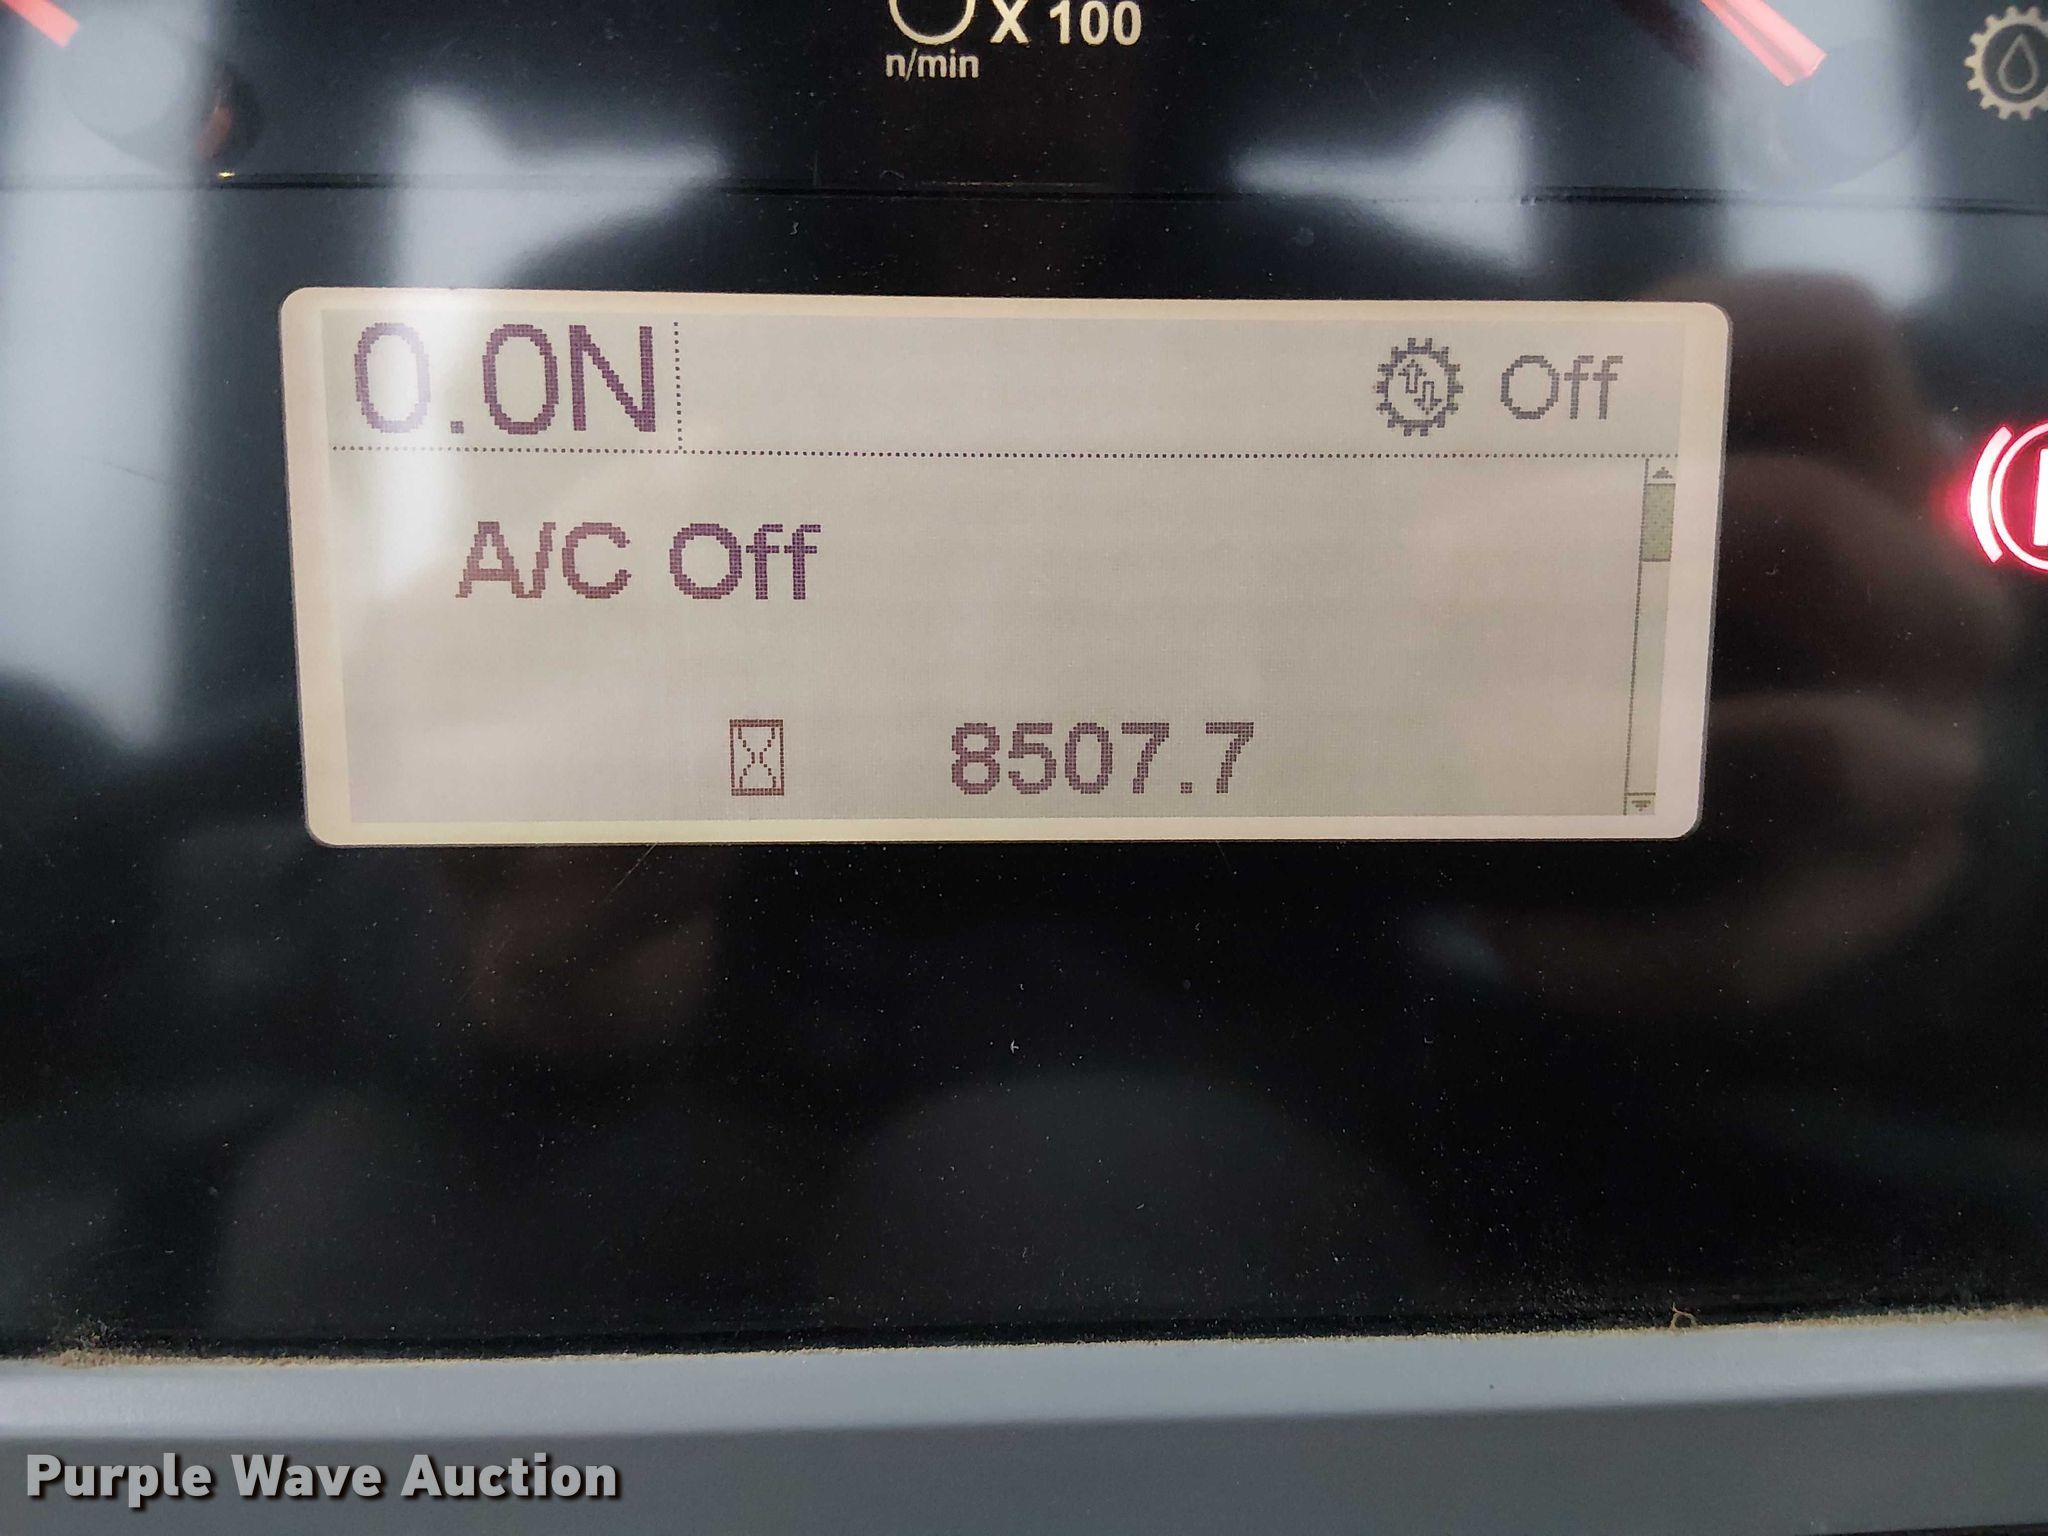 X 100
n/min
0.0N
Off
A/C Off
8507.7
Purple Wave Auction